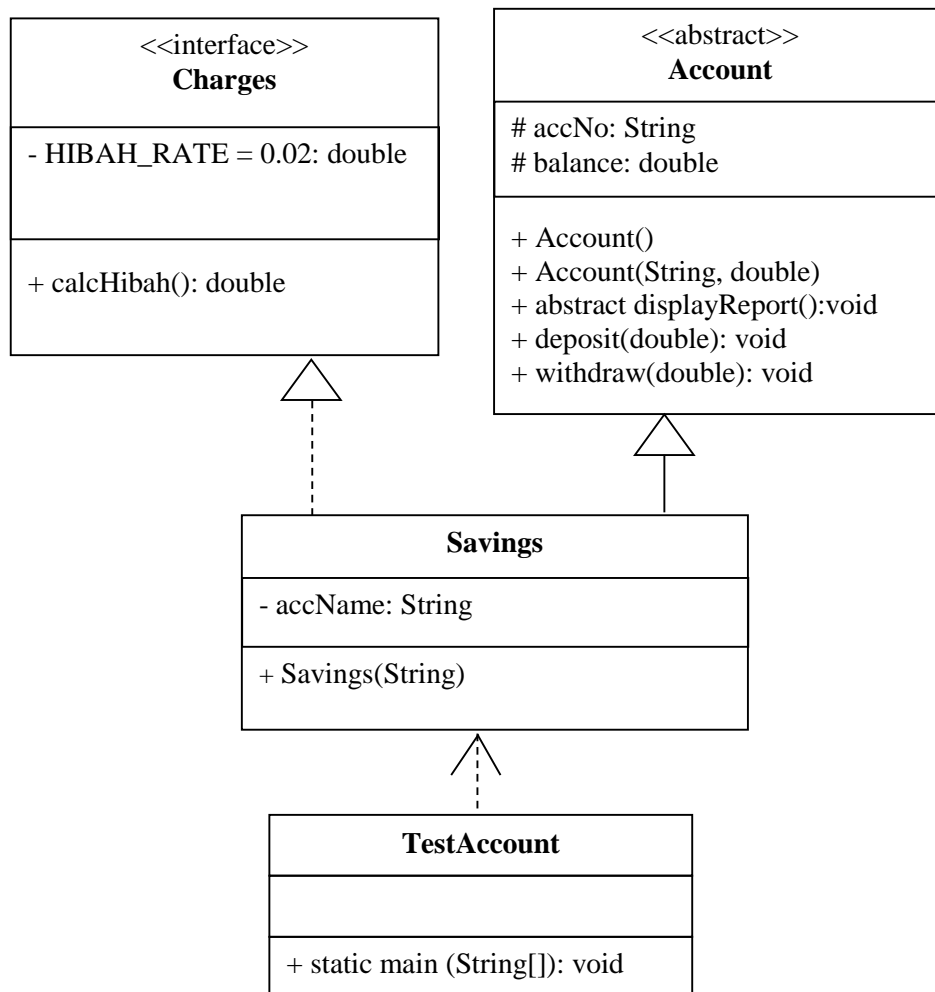 <<interface>>
Charges
- HIBAH_RATE = 0.02: double
+ calcHibah(): double
<<abstract>>
Account
# accNo: String
# balance: double
+ Account()
+ Account(String, double)
+ abstract displayReport():void
+ deposit(double): void
+ withdraw(double): void
Savings
- accName: String
+ Savings(String)
TestAccount
+ static main (String[]): void